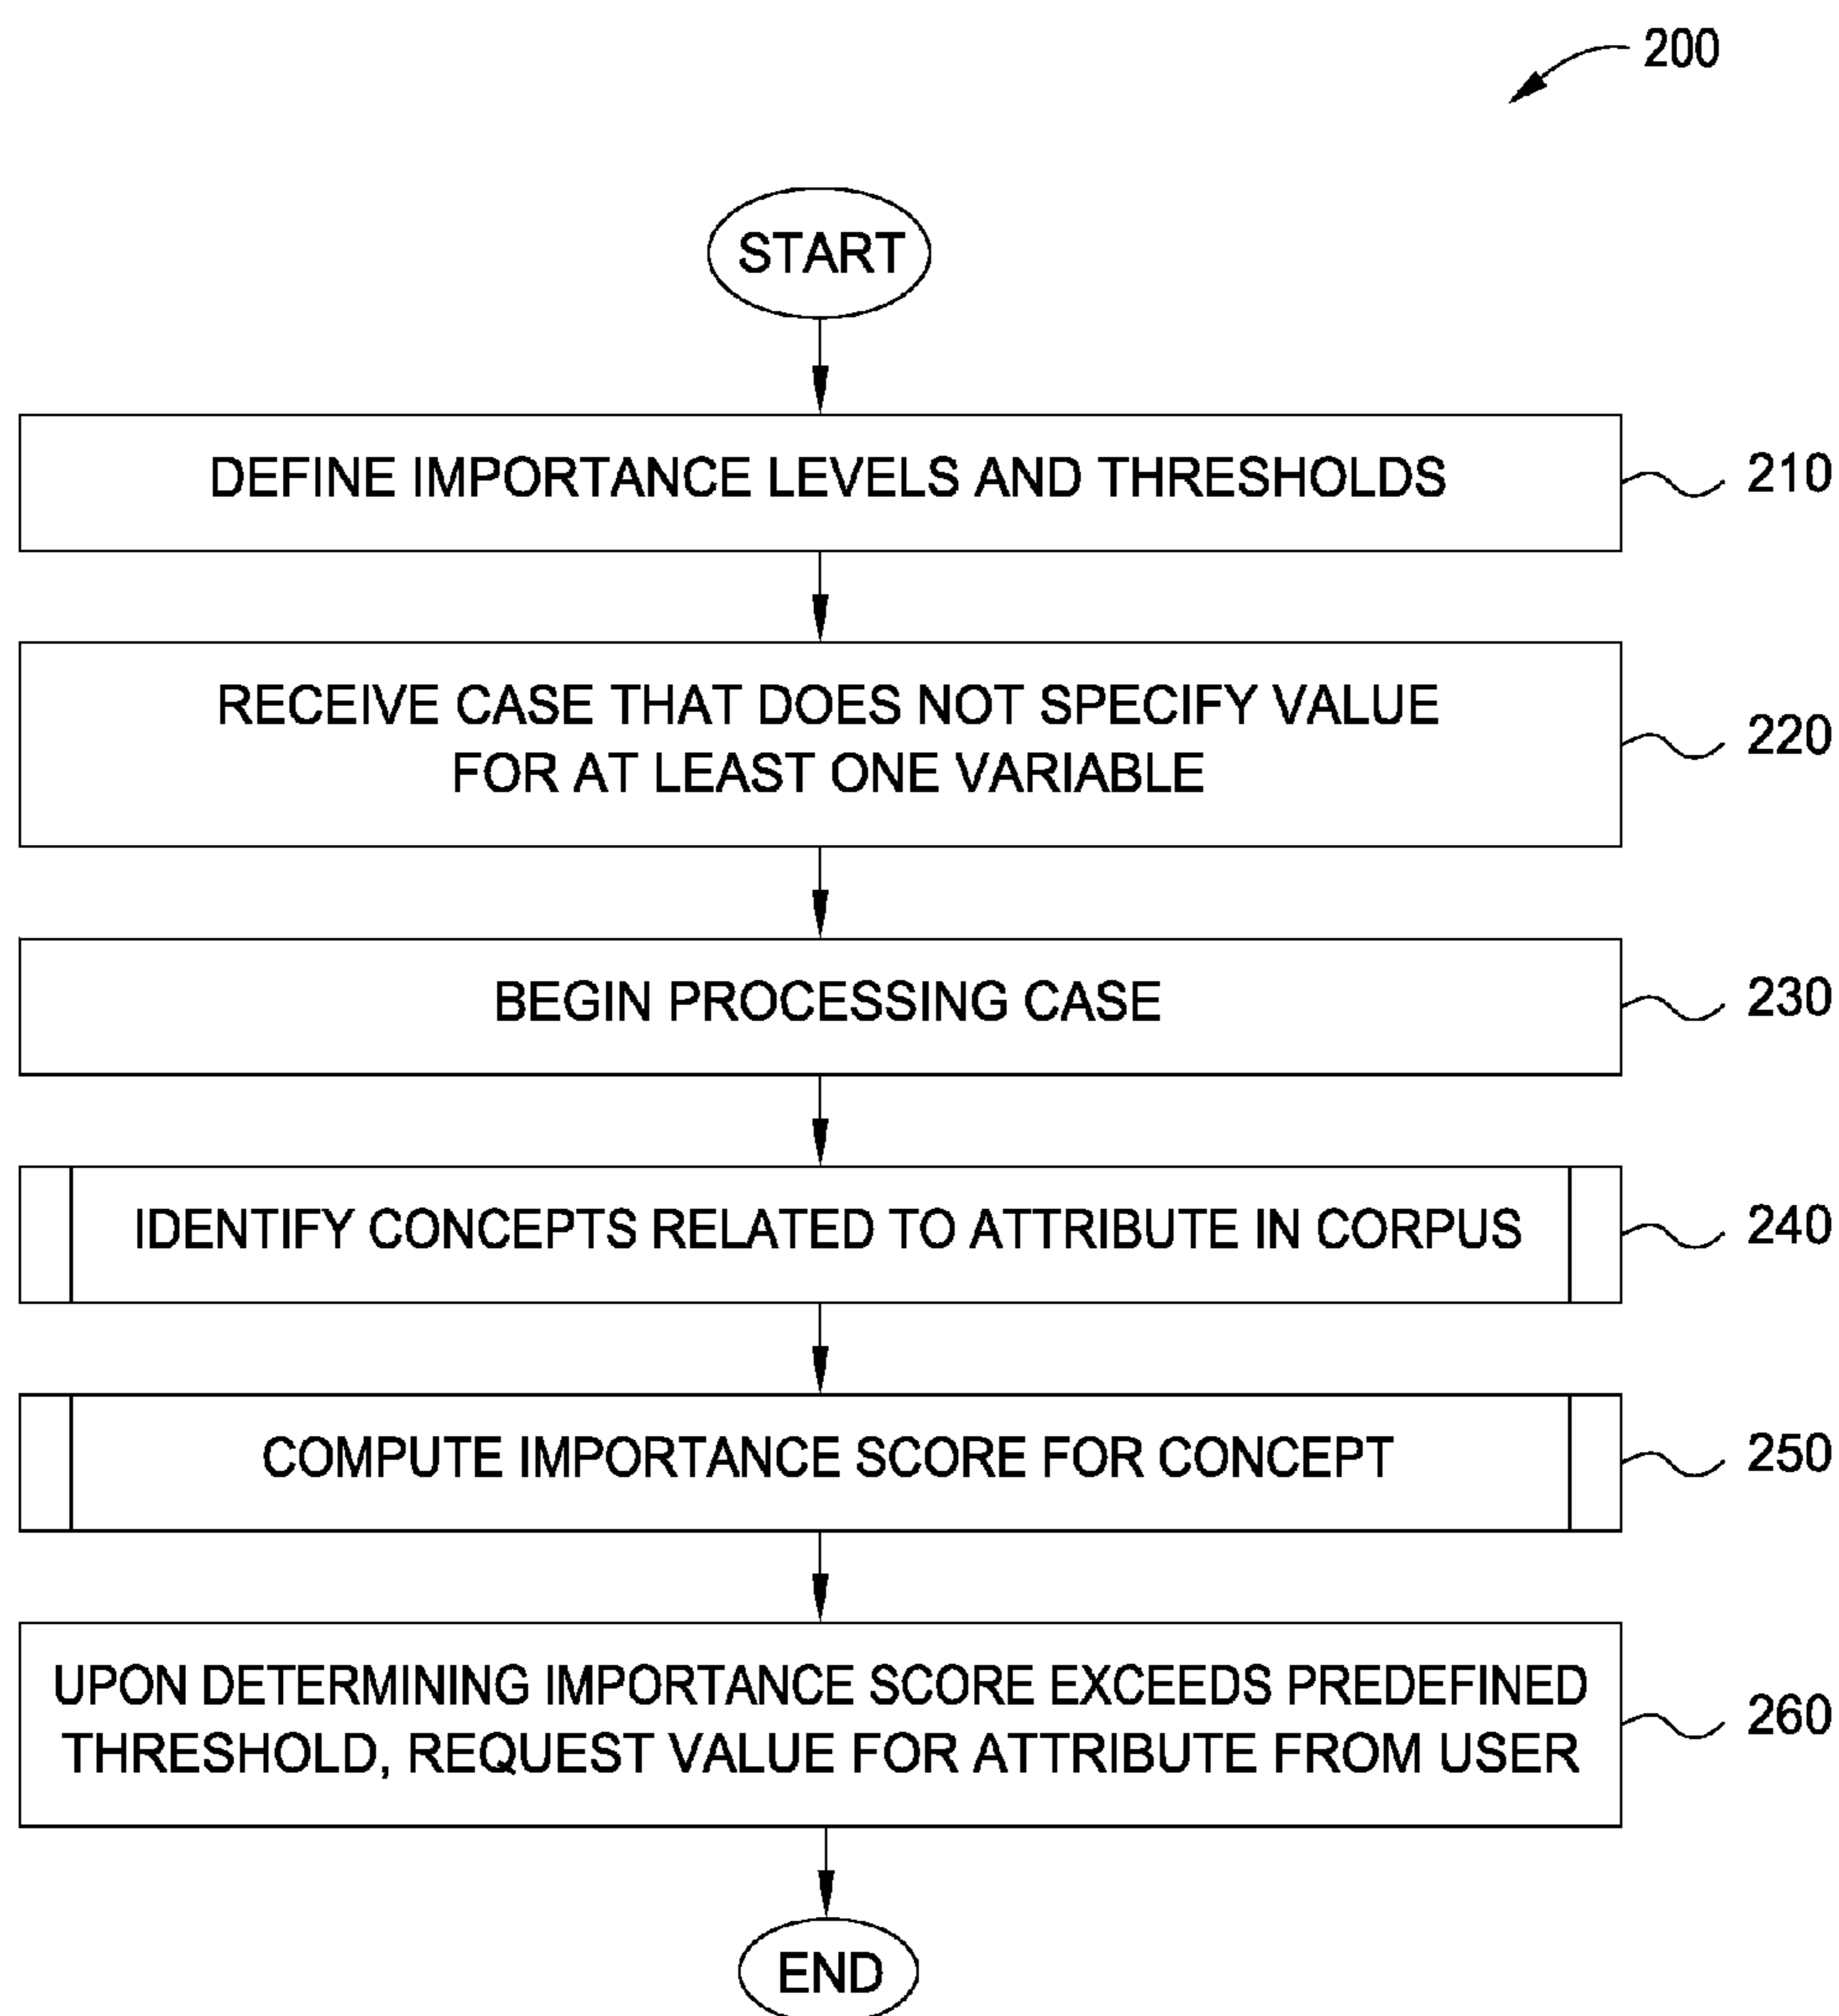 200
START
DEFINE IMPORTANCE LEVELS AND THRESHOLDS
210
RECEIVE CASE THAT DOES NOT SPECIFY VALUE
FOR AT LEAST ONE VARIABLE
220
BEGIN PROCESSING CASE
230
IDENTIFY CONCEPTS RELATED TO ATTRIBUTE IN CORPUS
240
COMPUTE IMPORTANCE SCORE FOR CONCEPT
250
UPON DETERMINING IMPORTANCE SCORE EXCEEDS PREDEFINED
THRESHOLD, REQUEST VALUE FOR ATTRIBUTE FROM USER
260
END